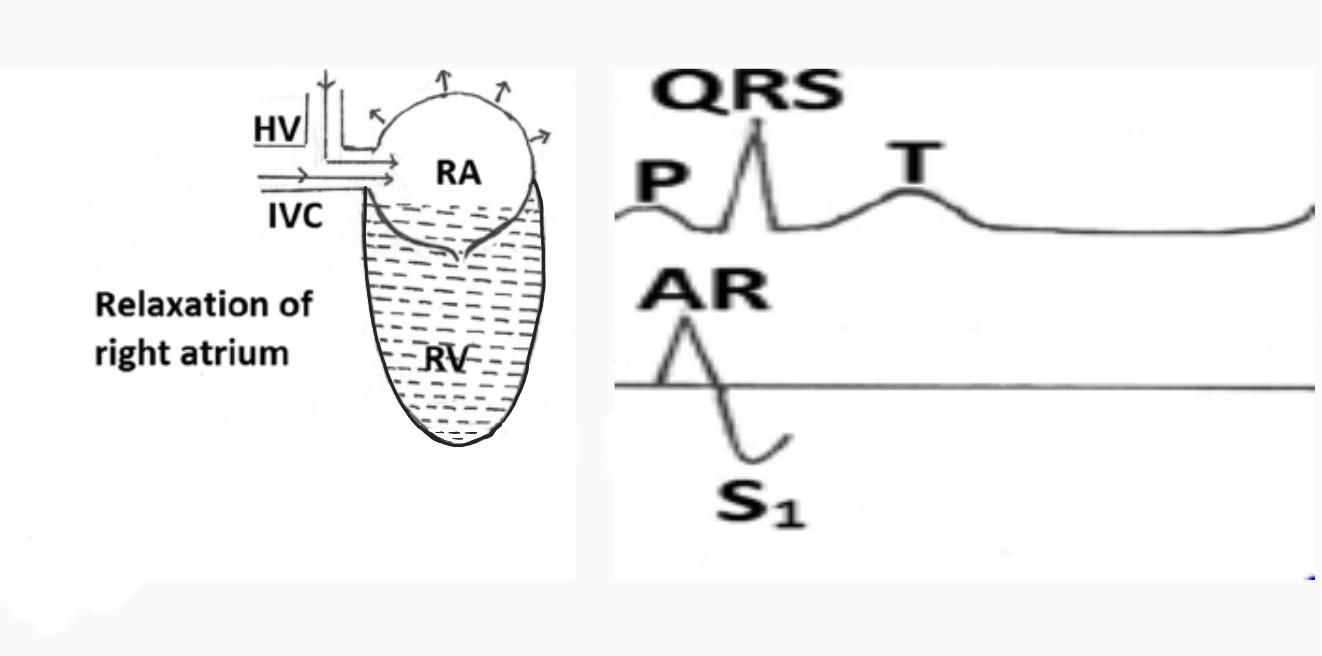 HV
RA
IVC
Relaxation of
right atrium
RV
QRS
P
T
AR
S₁